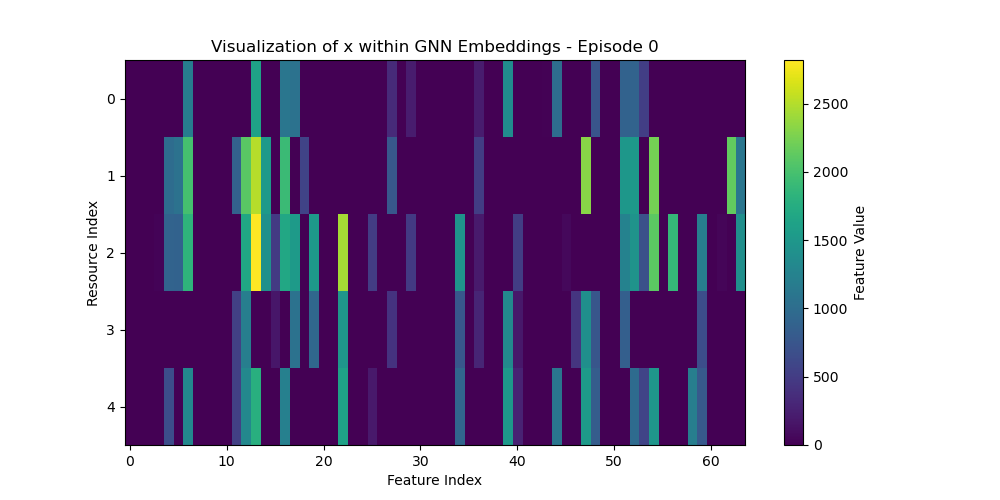 Visualization of x within GNN Embeddings - Episode 0
Resource Index
0
1
2
3
4
0 10 20 30 40 50 60
Feature Index
2500
2000
1500
1000
500
0
Feature Value